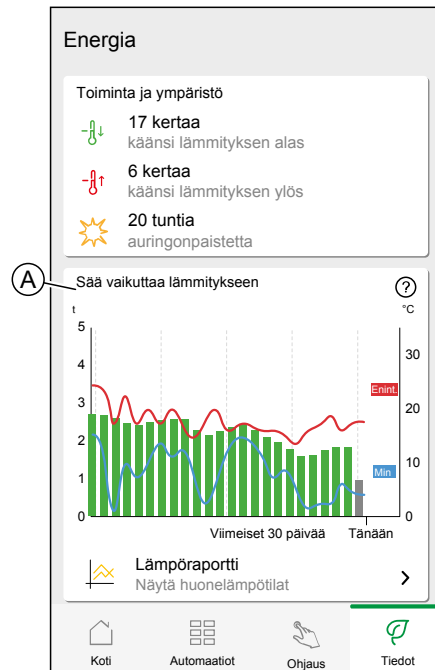 Energia
Toiminta ja ympäristö
17 kertaa
käänsi lämmityksen alas
6 kertaa
käänsi lämmityksen ylös
20 tuntia
auringonpaistetta
A
Sää vaikuttaa lämmitykseen
?
t
°C
5
4
3
2
1
0
30
20
10
0
Enint.
Min
Viimeiset 30 päivää
Tänään
Lämpöraportti
Näytä huonelämpötilat
Koti
Automaatiot
Ohjaus
Tiedot